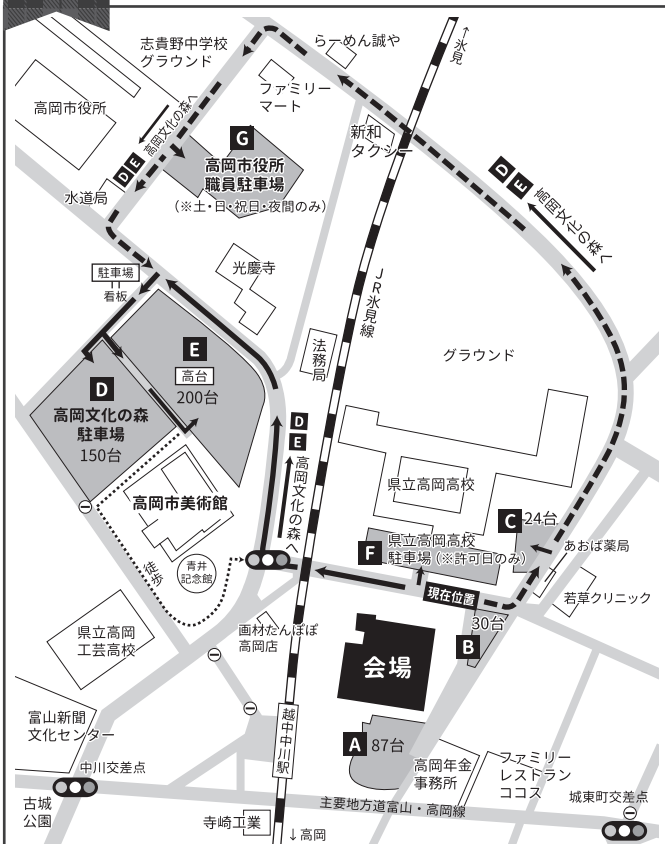 志貴野中学校
グラウンド
らーめん誠や
↑氷見
高岡市役所
ファミリー
マート
新和
タクシー
高岡文化の森へ
D E
G
高岡市役所
職員駐車場
(※土・日・祝日・夜間のみ)
D E
高岡文化の森へ
水道局
駐車場
看板
光慶寺
JR氷見線
法務局
グラウンド
E
高台
200台
D
高岡文化の森
駐車場
150台
D
E
高岡文化の森へ
高岡市美術館
県立高岡高校
C 24台
F
県立高岡高校
駐車場(※許可日のみ)
あおば薬局
徒歩
青井
記念館
現在位置
若草クリニック
30台
B
画材たんぽぽ
高岡店
県立高岡
工芸高校
会場
富山新聞
文化センター
越中中川駅
A 87台
高岡年金
事務所
ファミリー
レストラン
ココス
中川交差点
城東町交差点
古城
公園
主要地方道富山・高岡線
寺崎工業
↓高岡